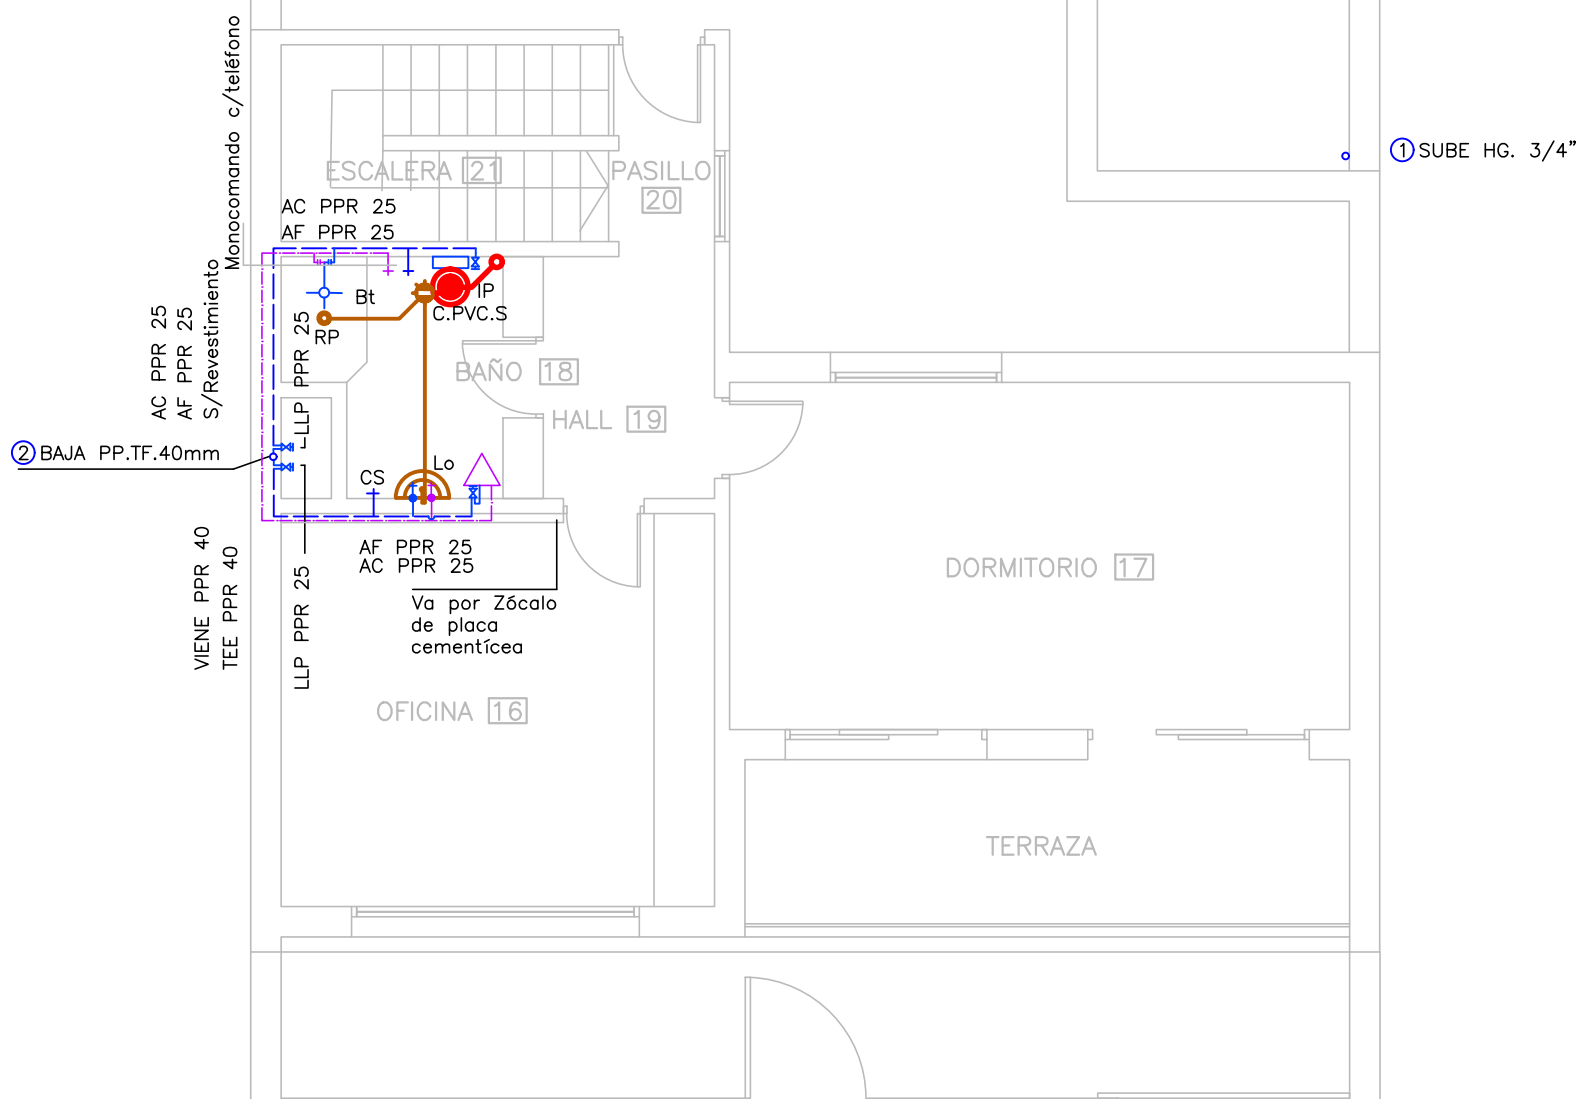 Monocomando c/teléfono
① SUBE HG. 3/4”
ESCALERA 21
PASILLO
20
AC PPR 25
AF PPR 25
AC PPR 25
AF PPR 25
S/Revestimiento
Bt
IP
C.PVC.S
RP
LLP PPR 25
BAÑO 18
HALL 19
② BAJA PP.TF.40mm
CS
Lo
VIENE PPR 40
TEE PPR 40
LLP PPR 25
AF PPR 25
AC PPR 25
Va por Zócalo
de placa
cementícea
DORMITORIO 17
OFICINA 16
TERRAZA